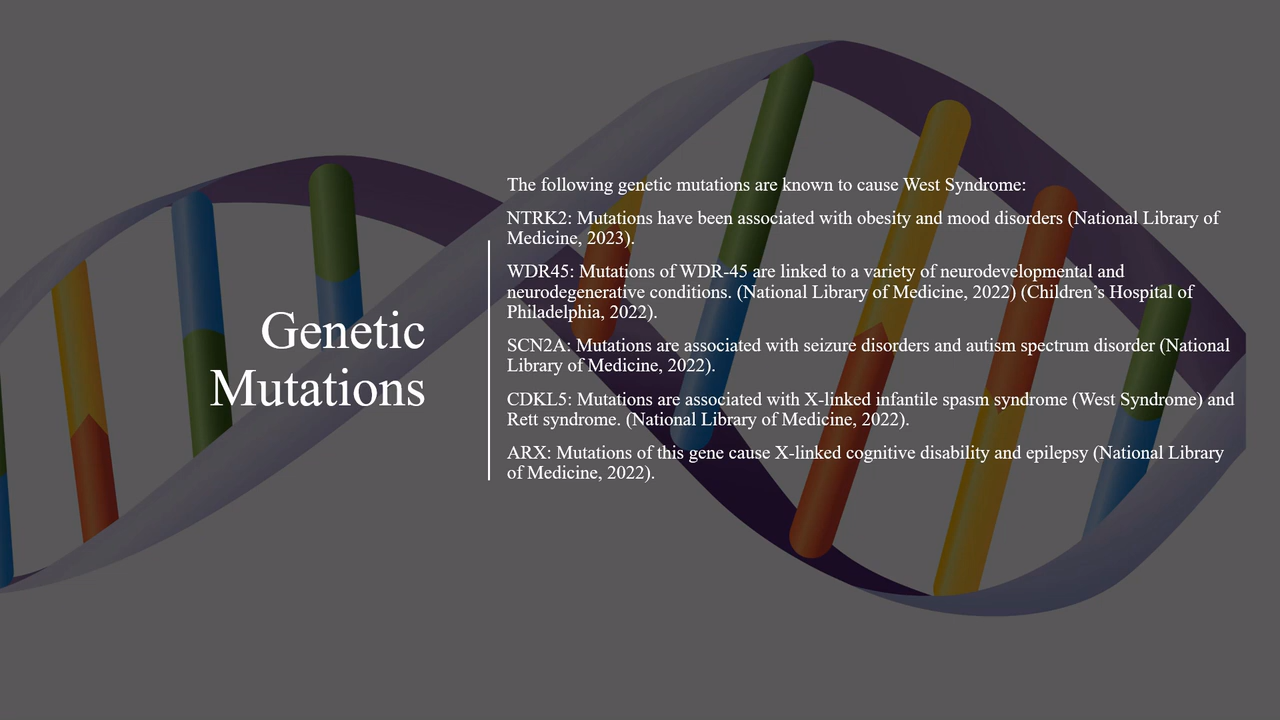 Genetic
Mutations
The following genetic mutations are known to cause West Syndrome:
NTRK2: Mutations have been associated with obesity and mood disorders (National Library of
Medicine, 2023).
WDR45: Mutations of WDR-45 are linked to a variety of neurodevelopmental and
neurodegenerative conditions. (National Library of Medicine, 2022) (Children’s Hospital of
Philadelphia, 2022).
SCN2A: Mutations are associated with seizure disorders and autism spectrum disorder (National
Library of Medicine, 2022).
CDKL5: Mutations are associated with X-linked infantile spasm syndrome (West Syndrome) and
Rett syndrome. (National Library of Medicine, 2022).
ARX: Mutations of this gene cause X-linked cognitive disability and epilepsy (National Library
of Medicine, 2022).